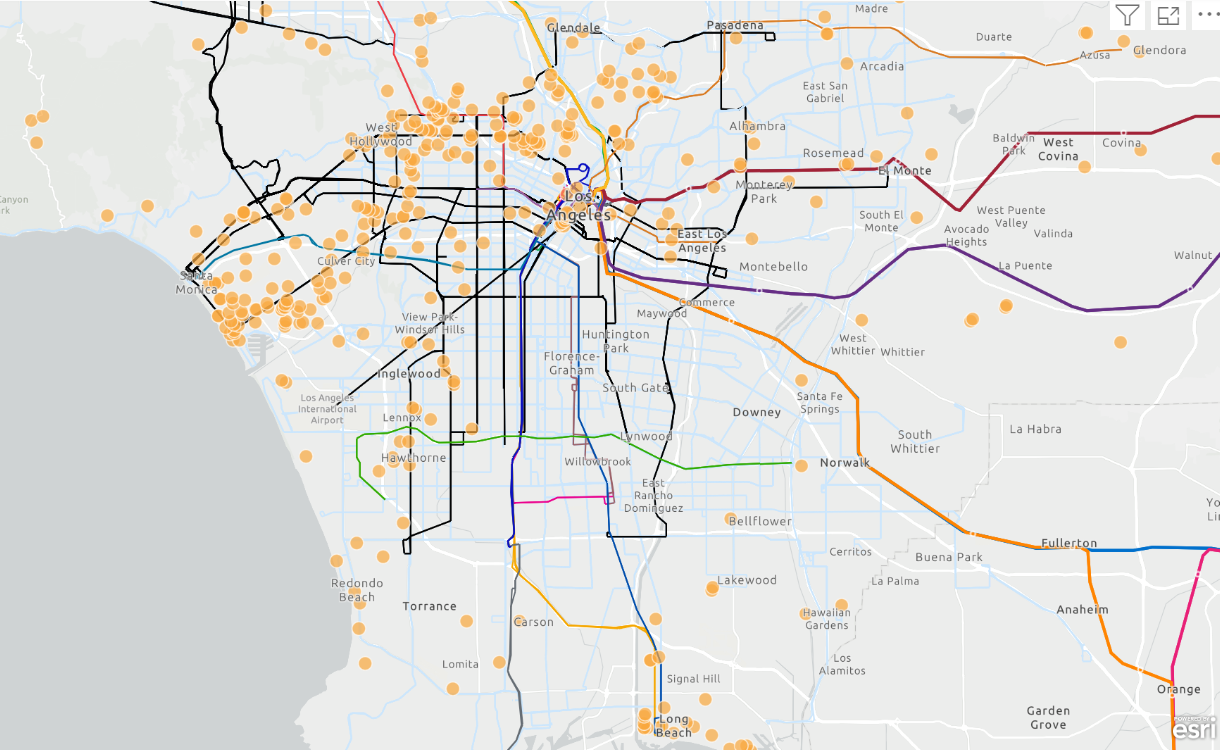 Madre
Glendale
Pasadena
Duarte
Azusa
Glendora
Arcadia
East San
Gabriel
West
Hollywood
Alhambra
Rosemead
El Monte
Baldwin
Park
West
Covina
Covina
Canyon
Monterey
Park
Los
Angeles
South El
Monte
West Puente
Valley
Avocado
Heights
Valinda
East Los
Angeles
Culver City
Santa
Monica
Montebello
La Puente
Walnut
Commerce
Maywood
View Park-
Windsor Hills
Huntington
Park
West
Whittier
Whittier
Florence-
Graham
Inglewood
South Gate
Los Angeles
International
Airport
Santa Fe
Springs
Lennox
Downey
La Habra
Lynwood
South
Whittier
Hawthorne
Willowbrook
Norwalk
East
Rancho
Dominguez
Bellflower
Fullerton
Cerritos
Buena Park
Redondo
Beach
Lakewood
La Palma
Torrance
Anaheim
Carson
Hawaiian
Gardens
Lomita
Los
Alamitos
Signal Hill
Orange
Long
Beach
Garden
Grove
POWERED BY
esri